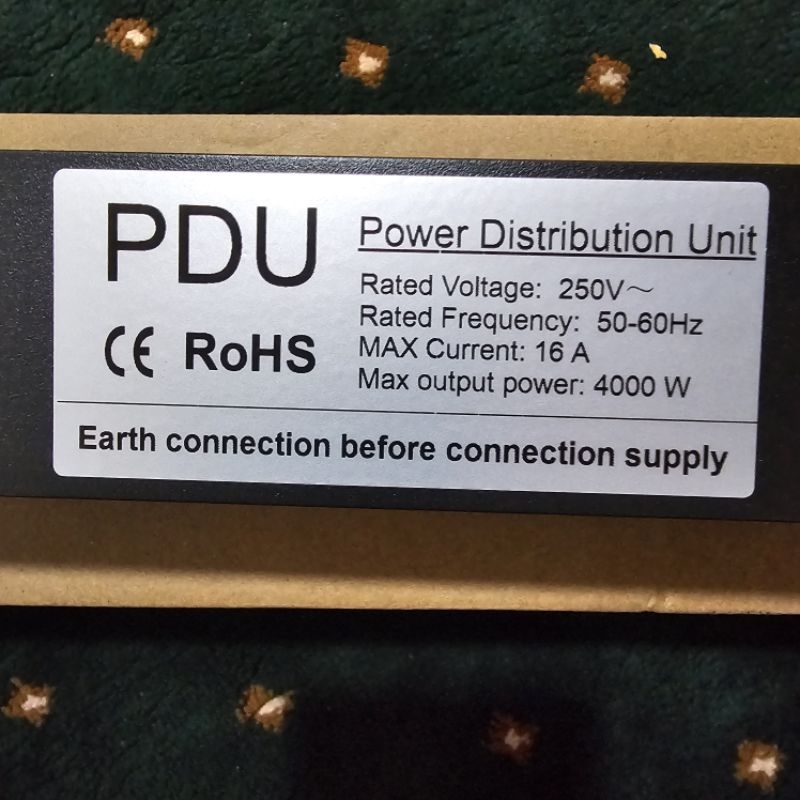 PDU
CE RoHS
Power Distribution Unit
Rated Voltage: 250V～
Rated Frequency: 50-60Hz
MAX Current: 16 A
Max output power: 4000 W
Earth connection before connection supply